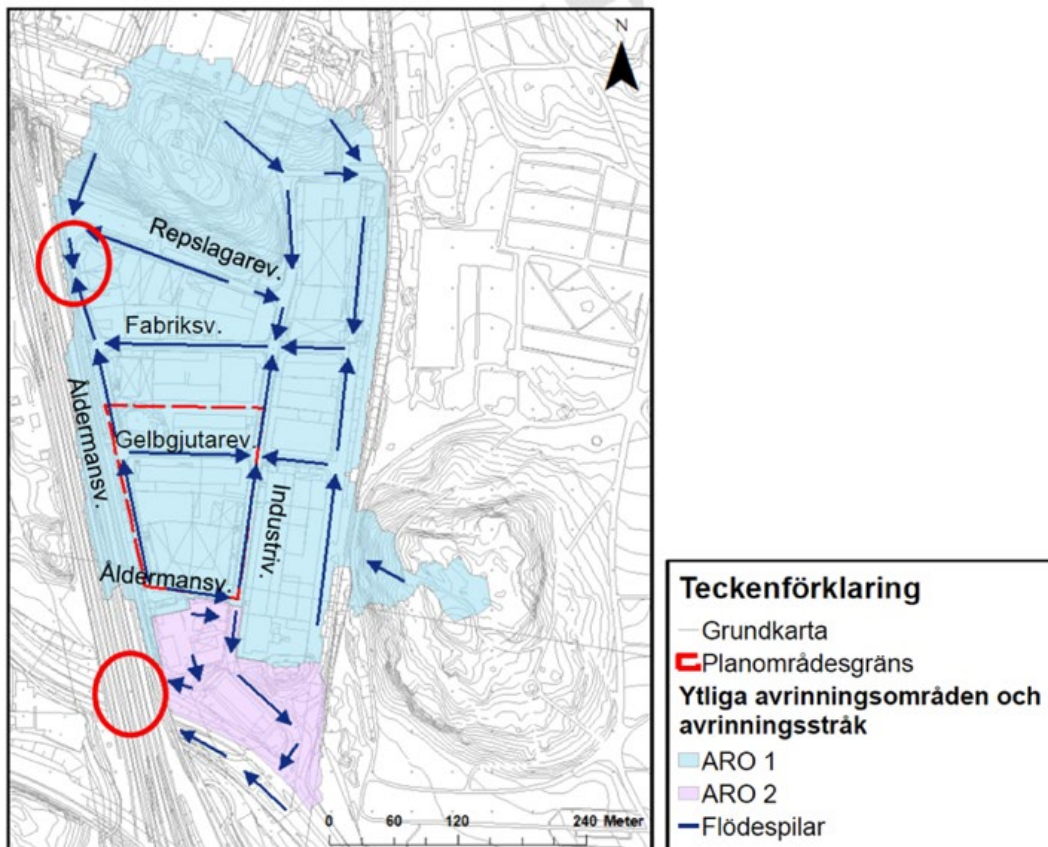 N
Repslagarev.
Fabriksv.
Åldermansv.
Gelbgjutarev.
Industriv.
Åldermansv.
0 60 120 240 Meter
Teckenförklaring
Grundkarta
Planområdesgräns
Ytliga avrinningsområden och
avrinningsstråk
ARO 1
ARO 2
Flödespilar